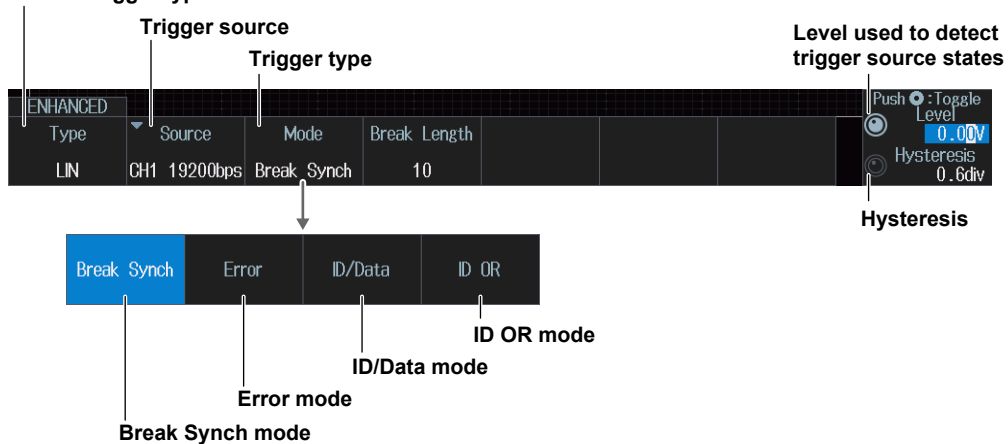 Trigger source
Trigger type
Level used to detect
trigger source states
ENHANCED
Type
LIN
Source
CH1 19200bps
Mode
Break Synch
Break Length
10
Push :Toggle
Level
0.00V
Hysteresis
0.6div
Hysteresis
Break Synch
Error
ID/Data
ID OR
ID OR mode
ID/Data mode
Error mode
Break Synch mode